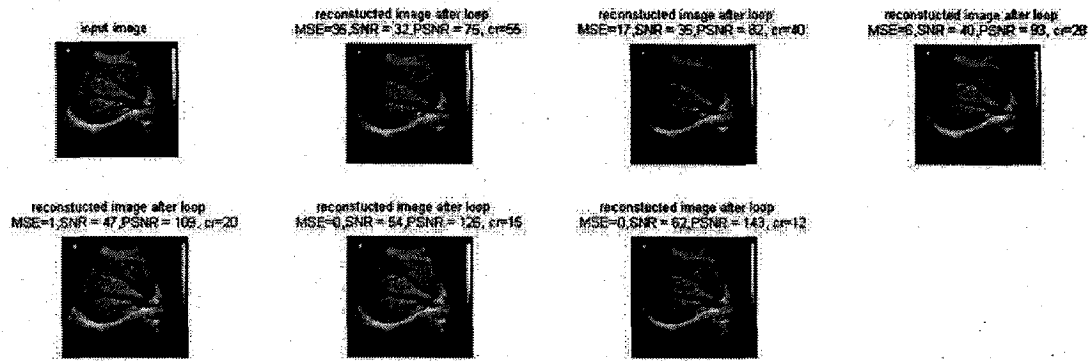 input image
reconstucted image after loop
MSE=36,SNR = 32,PSNR = 75, cr=55
reconstucted image after loop
MSE=17,SNR = 35,PSNR = 82, cr=40
reconstucted image after loop
MSE=6,SNR = 40,PSNR = 93, cr=28
reconstucted image after loop
MSE=1,SNR = 47,PSNR = 109, cr=20
reconstucted image after loop
MSE=0,SNR = 54,PSNR = 126, cr=15
reconstucted image after loop
MSE=0,SNR = 62,PSNR = 143, cr=12